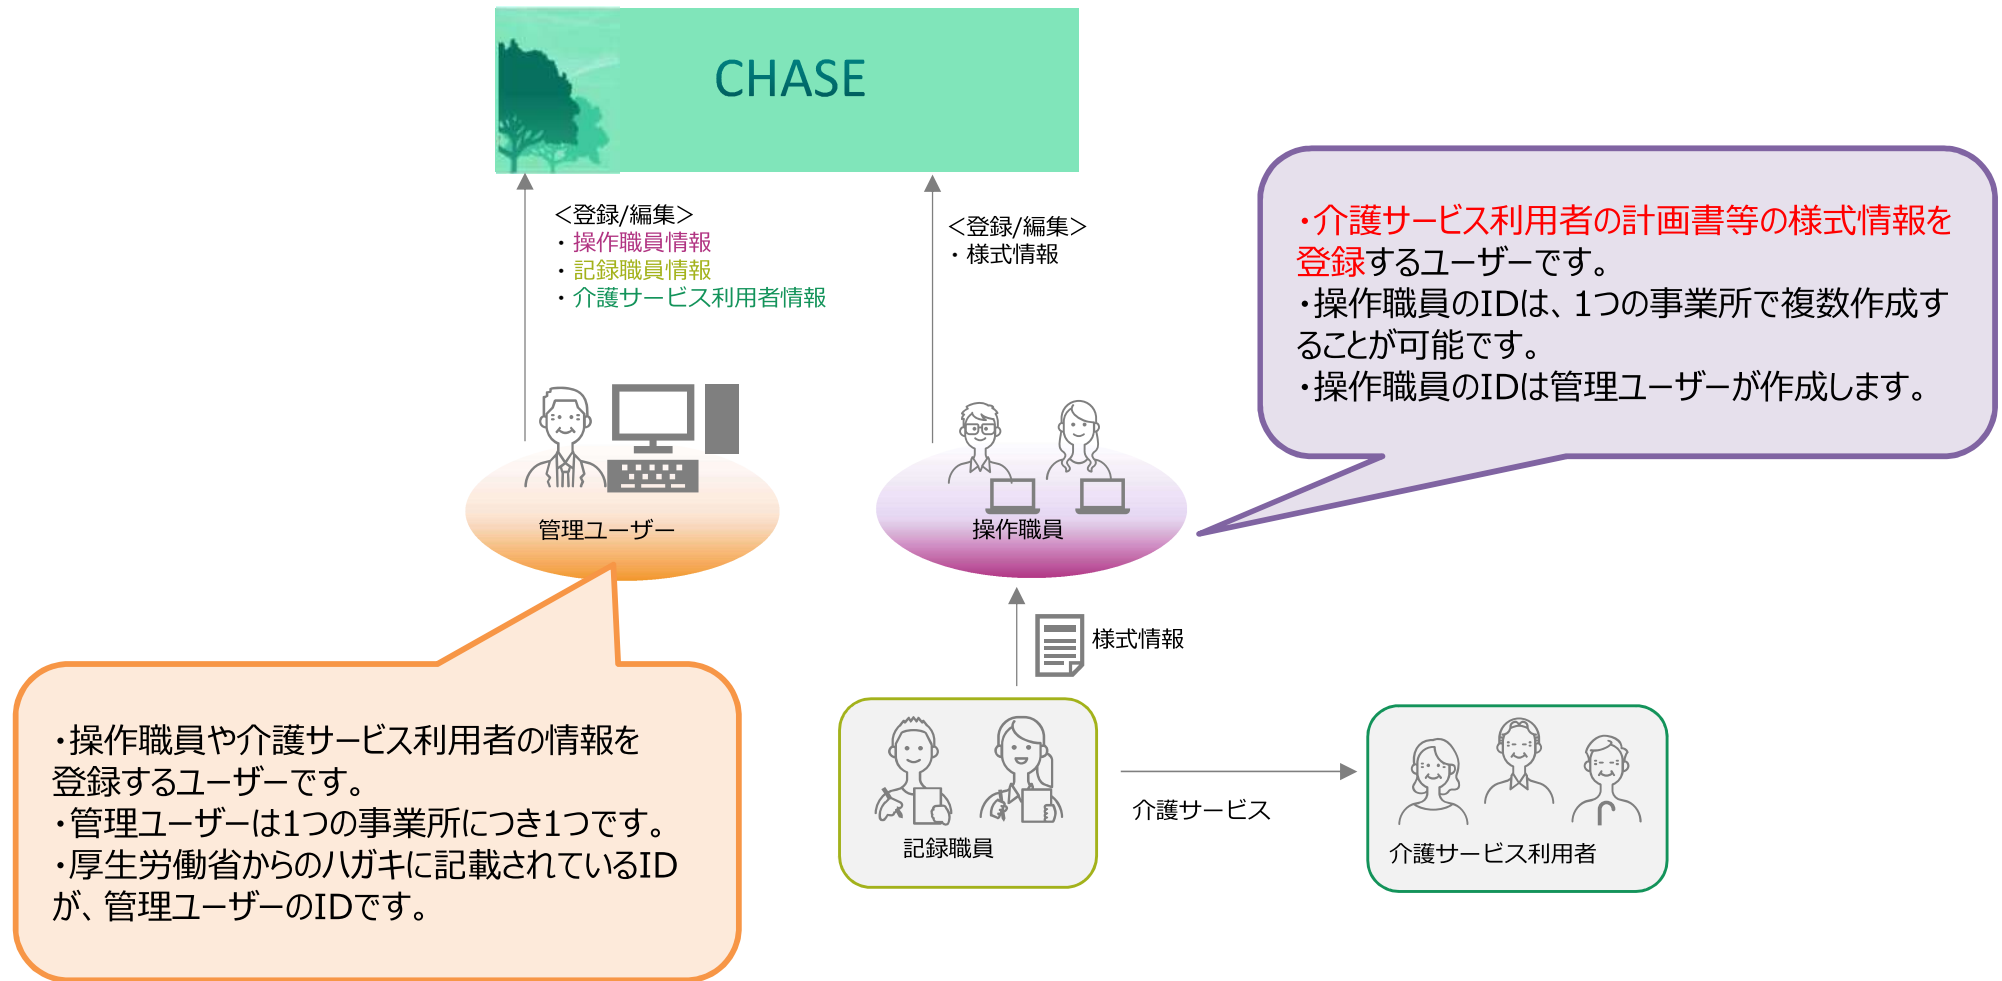 CHASE
＜登録/編集＞
・操作職員情報
・記録職員情報
・介護サービス利用者情報
＜登録/編集＞
・様式情報
・介護サービス利用者の計画書等の様式情報を
登録するユーザーです。
・操作職員のIDは、1つの事業所で複数作成す
ることが可能です。
・操作職員のIDは管理ユーザーが作成します。
管理ユーザー
操作職員
様式情報
・操作職員や介護サービス利用者の情報を
登録するユーザーです。
・管理ユーザーは1つの事業所につき1つです。
・厚生労働省からのハガキに記載されているID
が、管理ユーザーのIDです。
記録職員
介護サービス
介護サービス利用者